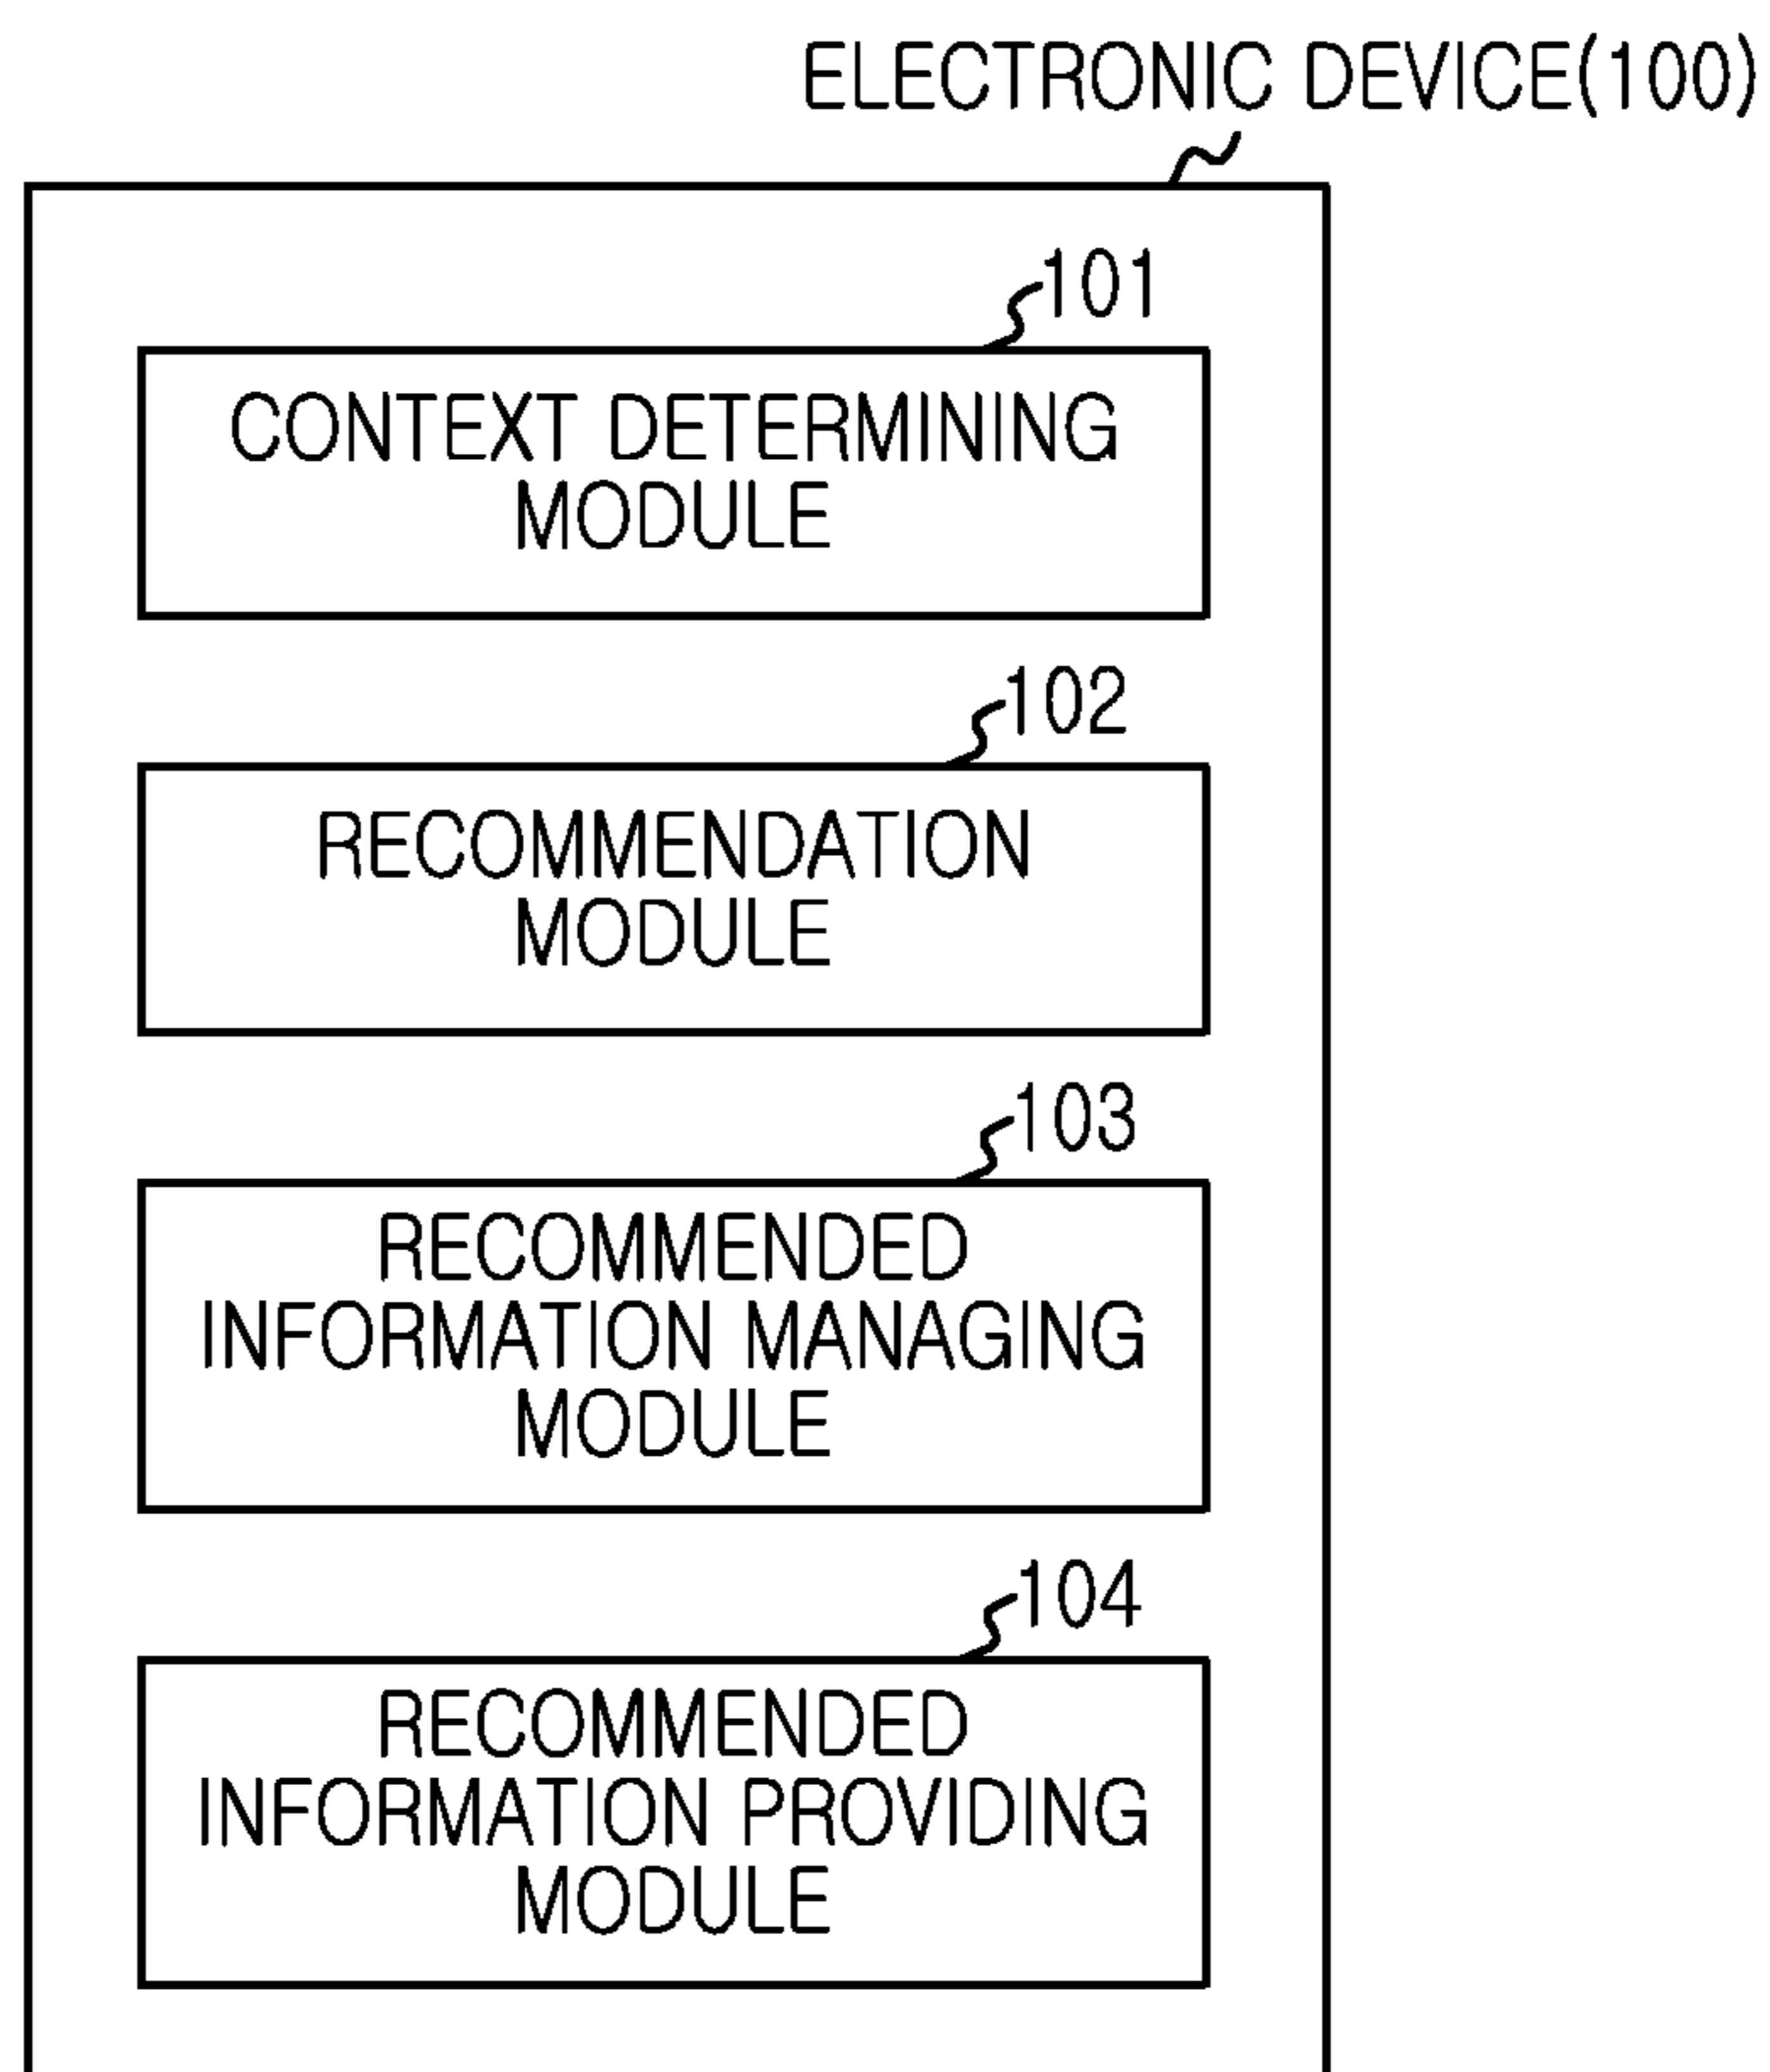 ELECTRONIC DEVICE(100)
101
CONTEXT DETERMINING
MODULE
102
RECOMMENDATION
MODULE
103
RECOMMENDED
INFORMATION MANAGING
MODULE
104
RECOMMENDED
INFORMATION PROVIDING
MODULE